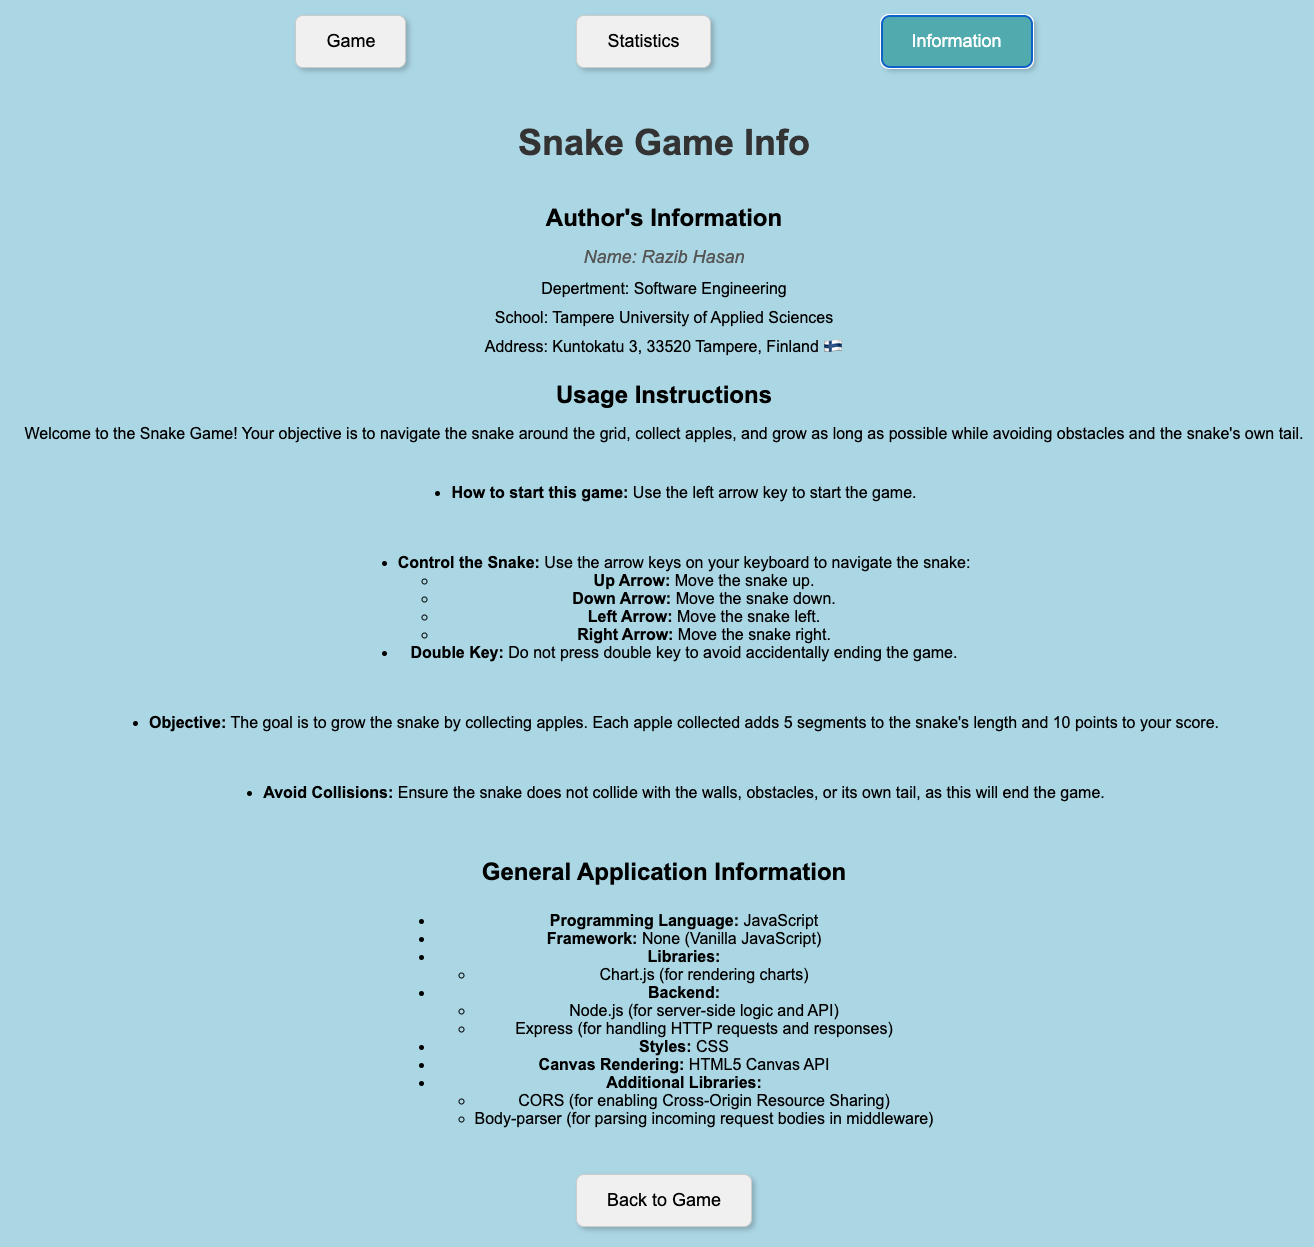 Game
Statistics
Information
Snake Game Info
Author's Information
Name: Razib Hasan
Depertment: Software Engineering
School: Tampere University of Applied Sciences
Address: Kuntokatu 3, 33520 Tampere, Finland 🇫🇮
Usage Instructions
Welcome to the Snake Game! Your objective is to navigate the snake around the grid, collect apples, and grow as long as possible while avoiding obstacles and the snake's own tail.
• How to start this game: Use the left arrow key to start the game.
• Control the Snake: Use the arrow keys on your keyboard to navigate the snake:
◦ Up Arrow: Move the snake up.
◦ Down Arrow: Move the snake down.
◦ Left Arrow: Move the snake left.
◦ Right Arrow: Move the snake right.
• Double Key: Do not press double key to avoid accidentally ending the game.
• Objective: The goal is to grow the snake by collecting apples. Each apple collected adds 5 segments to the snake's length and 10 points to your score.
• Avoid Collisions: Ensure the snake does not collide with the walls, obstacles, or its own tail, as this will end the game.
General Application Information
• Programming Language: JavaScript
• Framework: None (Vanilla JavaScript)
• Libraries:
◦ Chart.js (for rendering charts)
• Backend:
◦ Node.js (for server-side logic and API)
◦ Express (for handling HTTP requests and responses)
• Styles: CSS
• Canvas Rendering: HTML5 Canvas API
• Additional Libraries:
◦ CORS (for enabling Cross-Origin Resource Sharing)
◦ Body-parser (for parsing incoming request bodies in middleware)
Back to Game